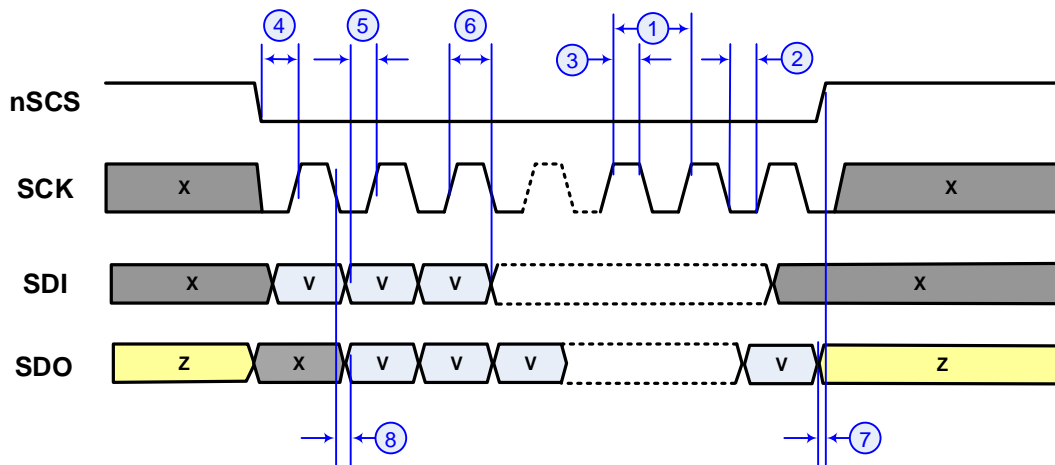 4 5 6 1
3 2
nSCS
SCK X X
SDI X V V V X
SDO Z X V V V V Z
8 7